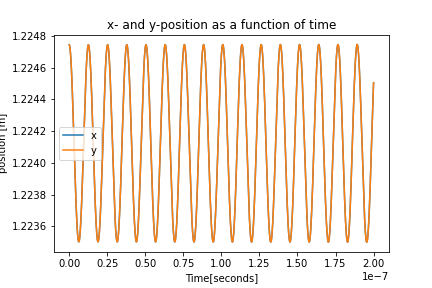 x- and y-position as a function of time
1.2248
1.2246
1.2244
1.2242
1.2240
1.2238
1.2236
position [m]
x
y
0.00 0.25 0.50 0.75 1.00 1.25 1.50 1.75 2.00
1e−7
Time[seconds]